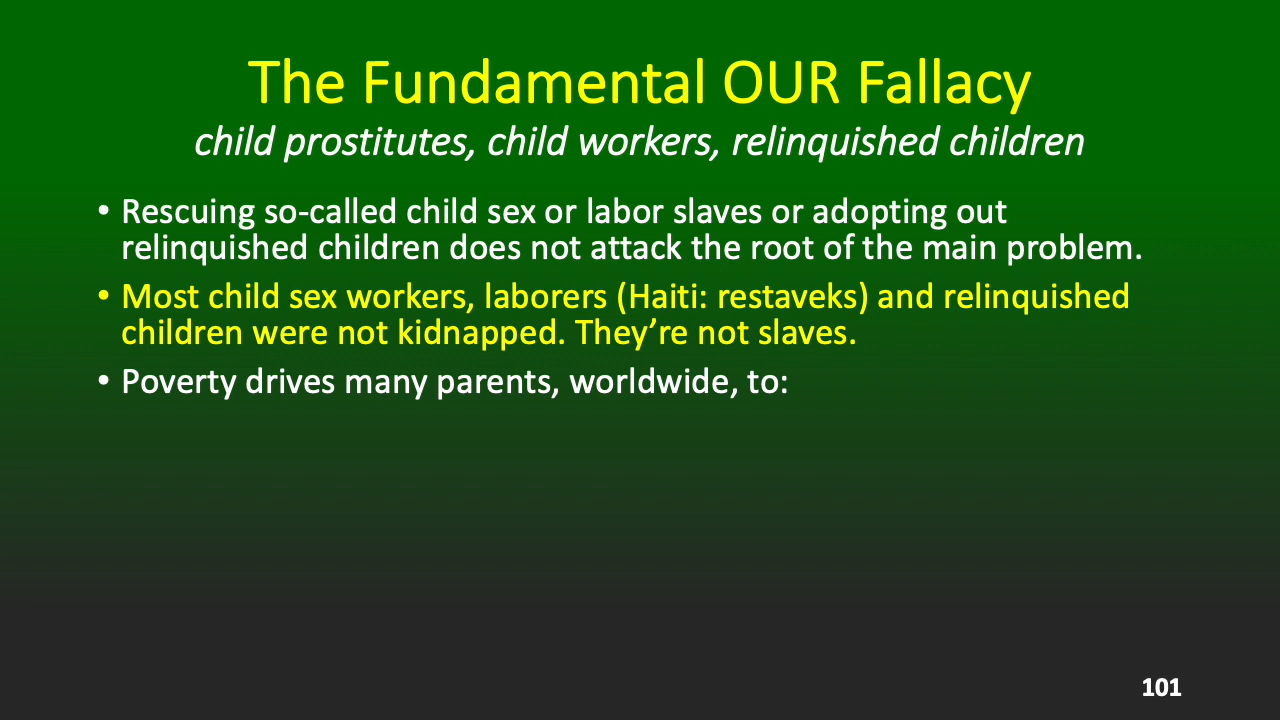 The Fundamental OUR Fallacy
child prostitutes, child workers, relinquished children
• Rescuing so-called child sex or labor slaves or adopting out
relinquished children does not attack the root of the main problem.
• Most child sex workers, laborers (Haiti: restaveks) and relinquished
children were not kidnapped. They’re not slaves.
• Poverty drives many parents, worldwide, to:
101